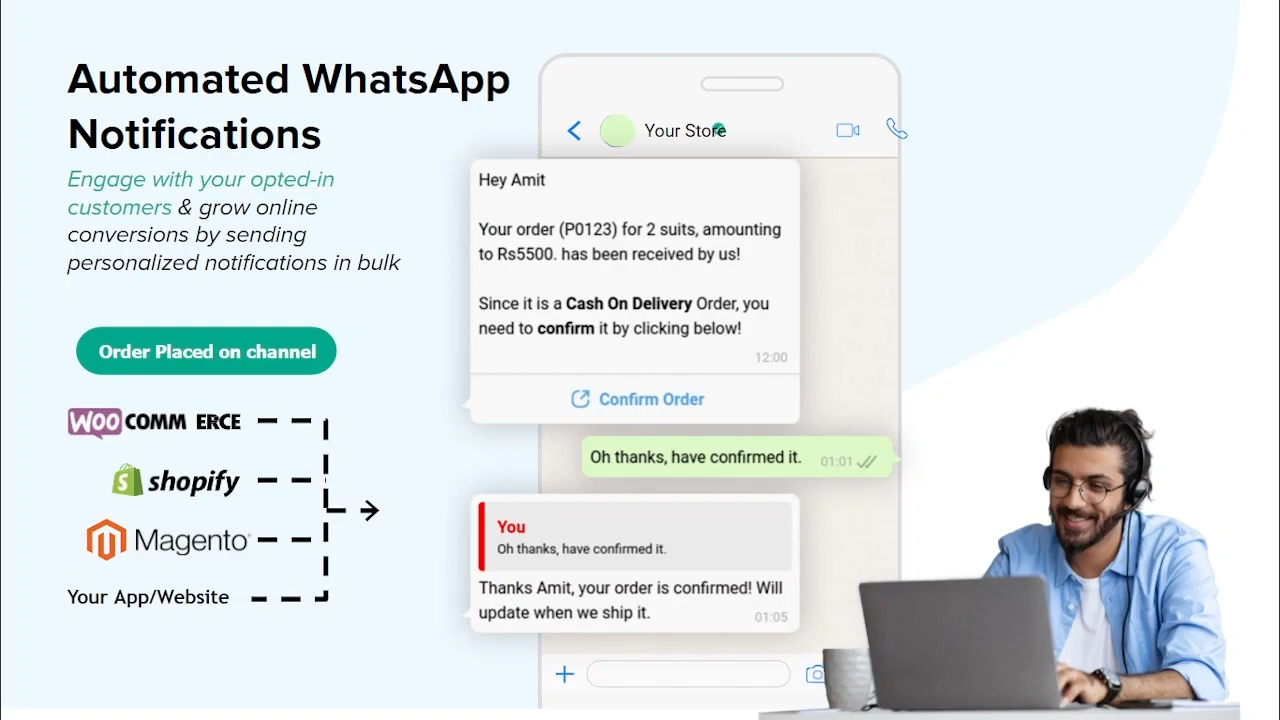 Automated WhatsApp
Notifications
Engage with your opted-in
customers & grow online
conversions by sending
personalized notifications in bulk
Order Placed on channel
WOO COMM ERCE
shopify
Magento
Your App/Website
Your Store
Hey Amit
Your order (P0123) for 2 suits, amounting
to Rs5500. has been received by us!
Since it is a Cash On Delivery Order, you
need to confirm it by clicking below!
12:00
Confirm Order
Oh thanks, have confirmed it. 01:01
You
Oh thanks, have confirmed it.
Thanks Amit, your order is confirmed! Will
update when we ship it. 01:05